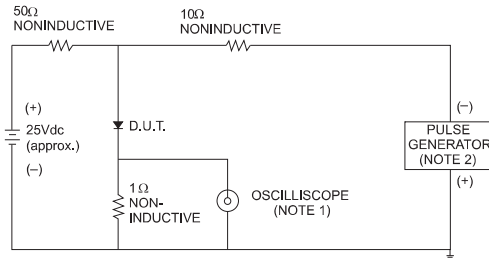 50Ω
NONINDUCTIVE
10Ω
NONINDUCTIVE
(+)
25Vdc
(approx.)
(–)
D.U.T.
1Ω
NON-
INDUCTIVE
OSCILLISCOPE
(NOTE 1)
(–)
PULSE
GENERATOR
(NOTE 2)
(+)